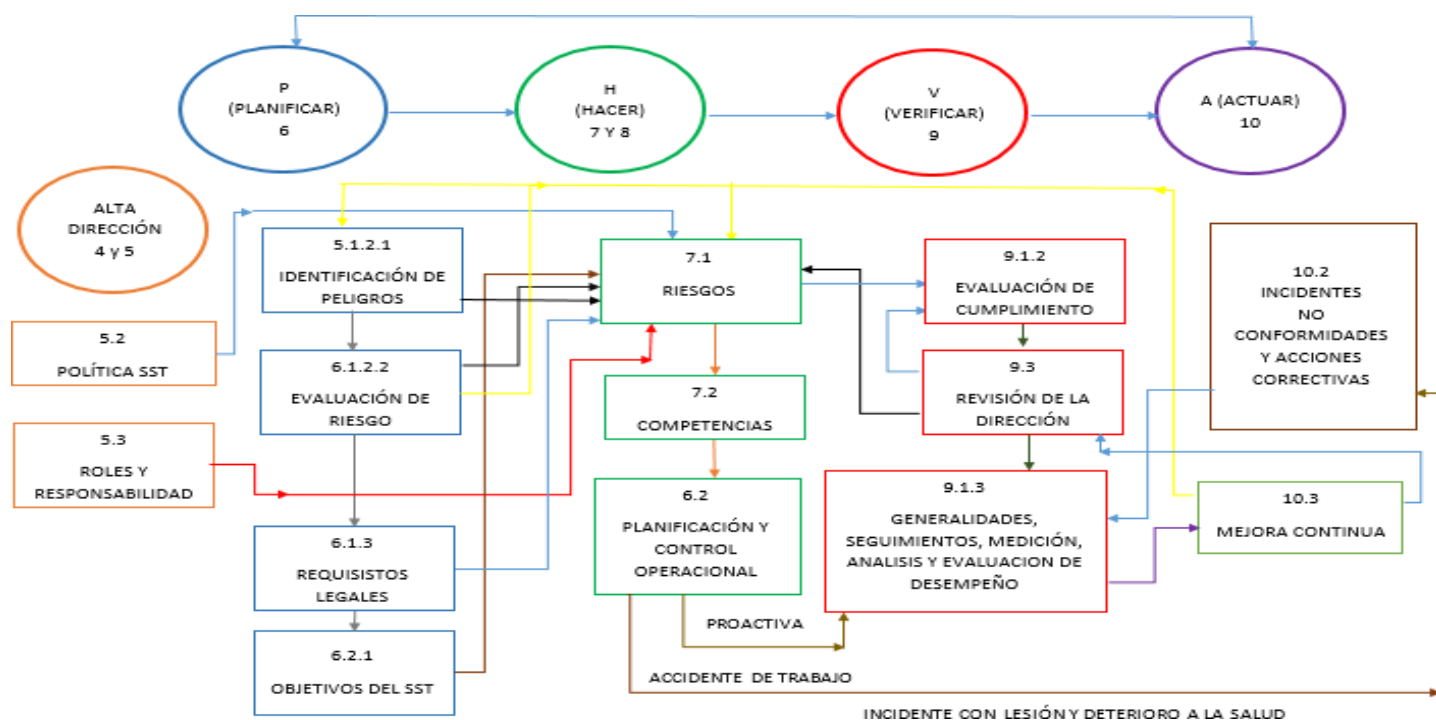 P
(PLANIFICAR)
6
H
(HACER)
7 Y 8
V
(VERIFICAR)
9
A (ACTUAR)
10
ALTA
DIRECCIÓN
4 y 5
5.2
POLÍTICA SST
5.3
ROLES Y
RESPONSABILIDAD
5.1.2.1
IDENTIFICACIÓN DE
PELIGROS
6.1.2.2
EVALUACIÓN DE
RIESGO
6.1.3
REQUISISTOS
LEGALES
6.2.1
OBJETIVOS DEL SST
7.1
RIESGOS
7.2
COMPETENCIAS
6.2
PLANIFICACIÓN Y
CONTROL
OPERACIONAL
9.1.2
EVALUACIÓN DE
CUMPLIMIENTO
9.3
REVISIÓN DE LA
DIRECCIÓN
9.1.3
GENERALIDADES,
SEGUIMIENTOS, MEDICIÓN,
ANALISIS Y EVALUACION DE
DESEMPEÑO
10.2
INCIDENTES
NO
CONFORMIDADES
Y ACCIONES
CORRECTIVAS
10.3
MEJORA CONTINUA
PROACTIVA
ACCIDENTE DE TRABAJO
INCIDENTE CON LESIÓN Y DETERIORO A LA SALUD